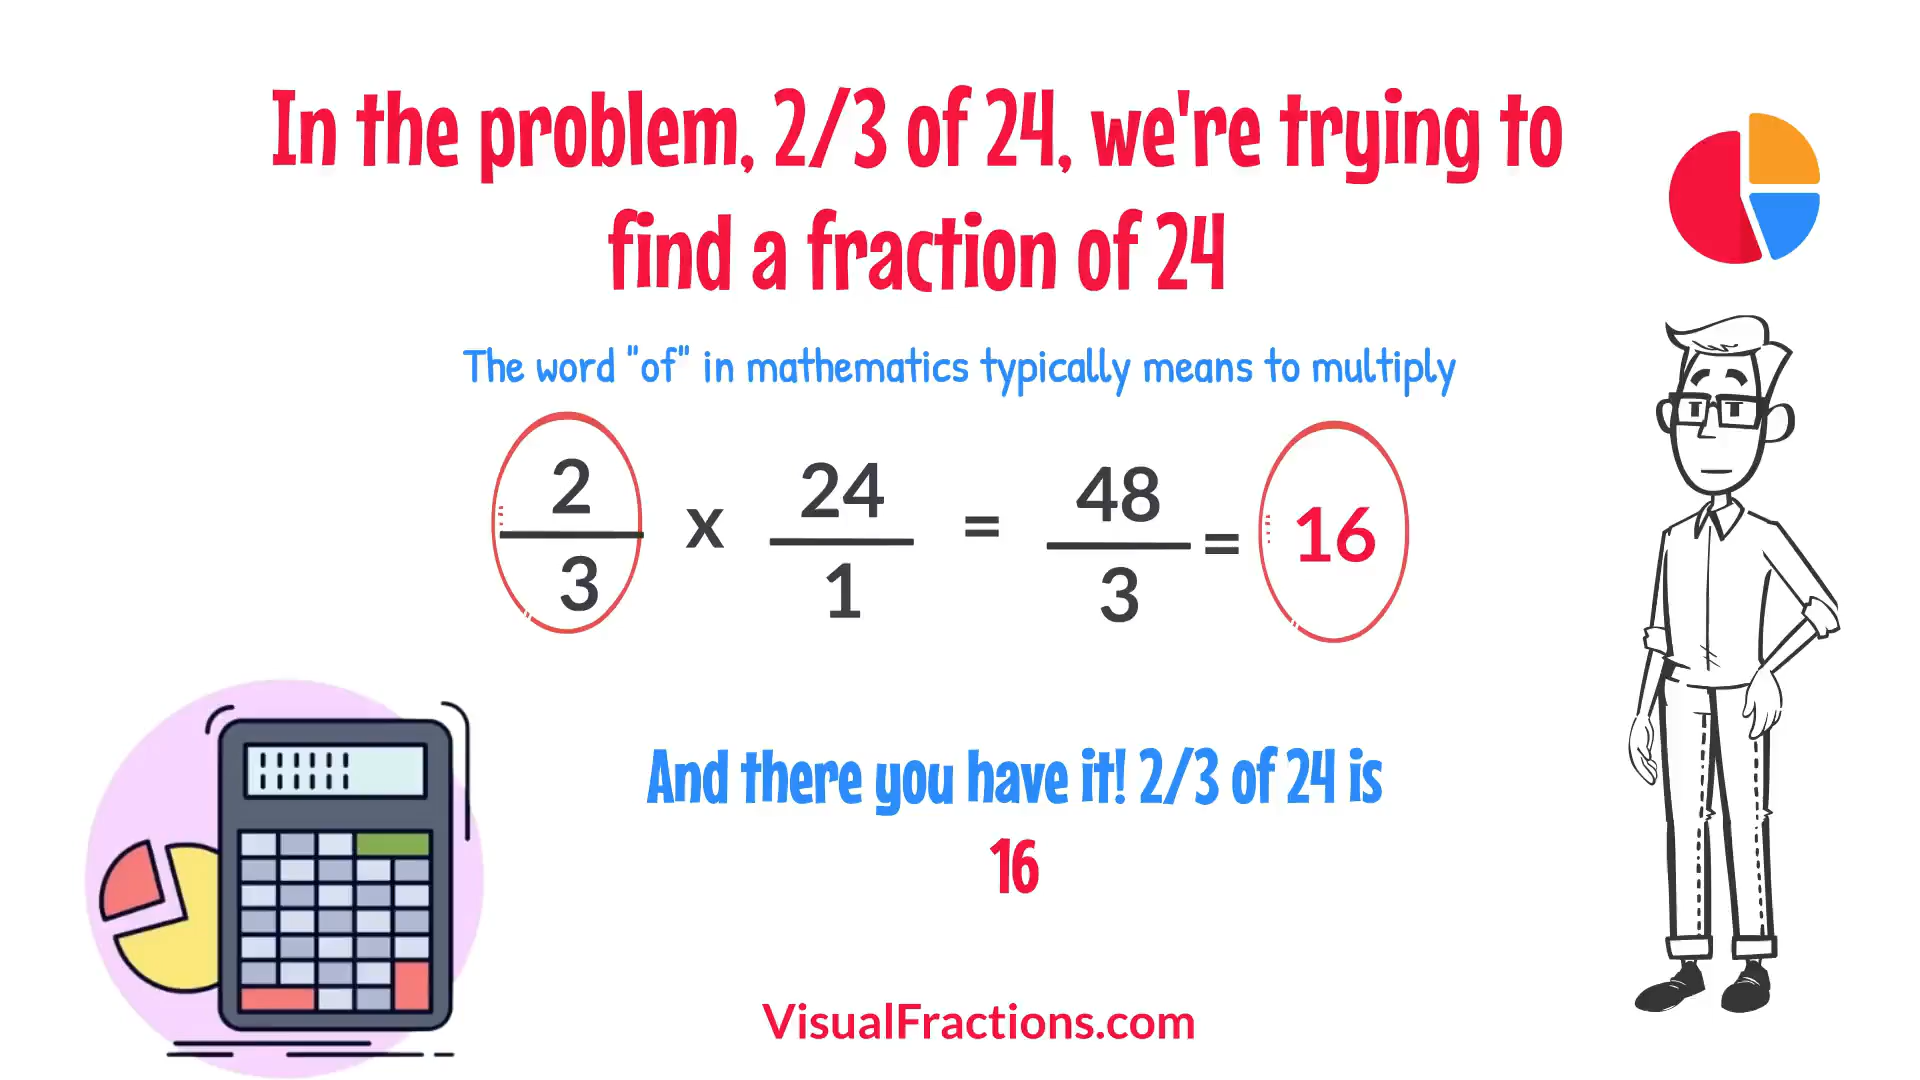 In the problem, 2/3 of 24, we're trying to
find a fraction of 24
The word "of" in mathematics typically means to multiply
2/3 x 24/1 = 48/3 = 16
And there you have it! 2/3 of 24 is
16
VisualFractions.com